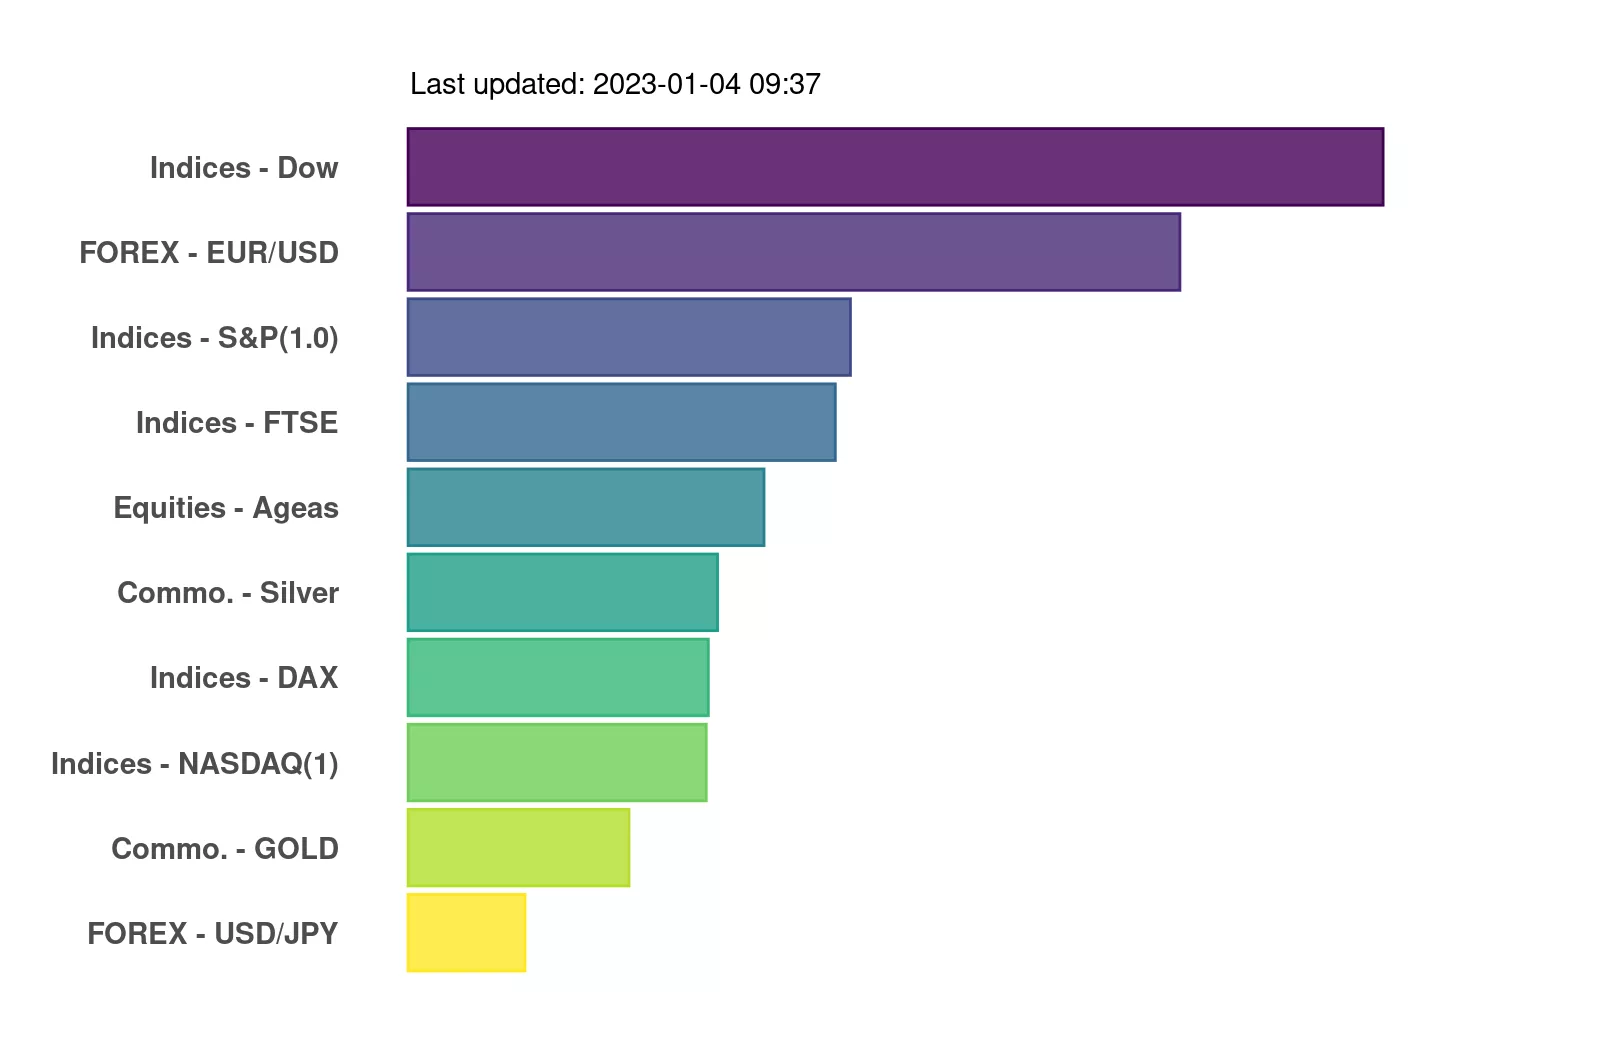 Last updated: 2023-01-04 09:37
Indices - Dow
FOREX - EUR/USD
Indices - S&P(1.0)
Indices - FTSE
Equities - Ageas
Commo. - Silver
Indices - DAX
Indices - NASDAQ(1)
Commo. - GOLD
FOREX - USD/JPY